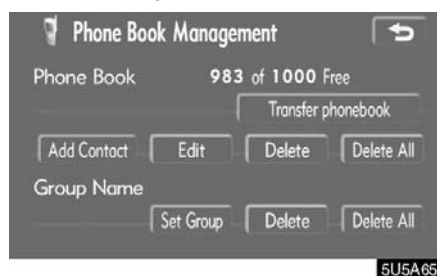 Phone Book Management
Phone Book 983 of 1000 Free
Transfer phonebook
Add Contact Edit Delete Delete All
Group Name
Set Group Delete Delete All
5U5A65